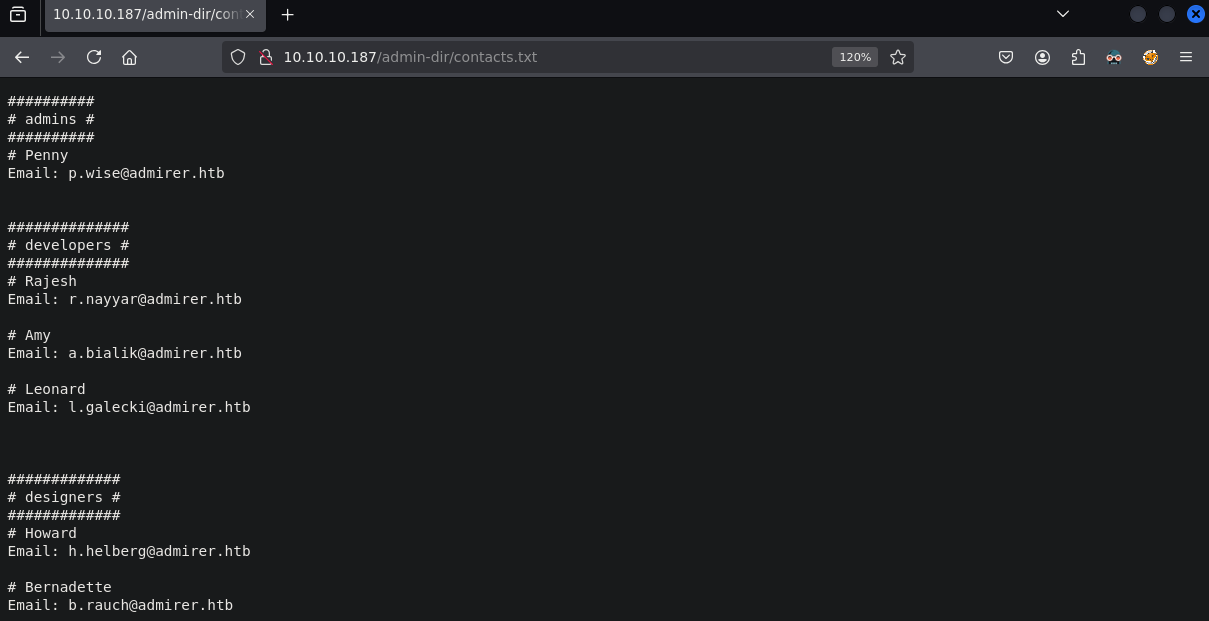 10.10.10.187/admin-dir/con
10.10.10.187/admin-dir/contacts.txt
120%
##########
# admins #
##########
# Penny
Email: p.wise@admirer.htb
##############
# developers #
##############
# Rajesh
Email: r.nayyar@admirer.htb
# Amy
Email: a.bialik@admirer.htb
# Leonard
Email: l.galecki@admirer.htb
#############
# designers #
#############
# Howard
Email: h.helberg@admirer.htb
# Bernadette
Email: b.rauch@admirer.htb